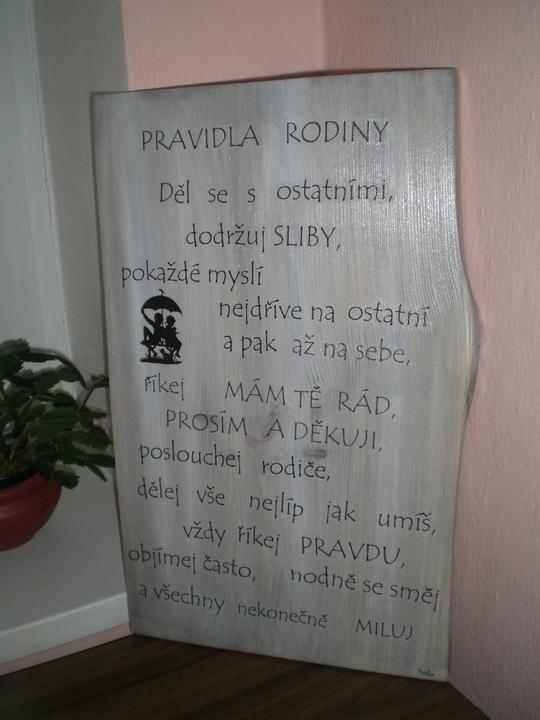 PRAVIDLA RODINY
Děl se s ostatními,
dodržuj SLIBY,
pokaždé myslí
nejdříve na ostatní
a pak až na sebe,
říkej MÁM TĚ RÁD,
PROSÍM A DĚKUJI,
poslouchej rodiče,
dělej vše nejlíp jak umíš,
vždy říkej PRAVDU,
objímej často, nodně se směj
a všechny nekonečně MILUJ